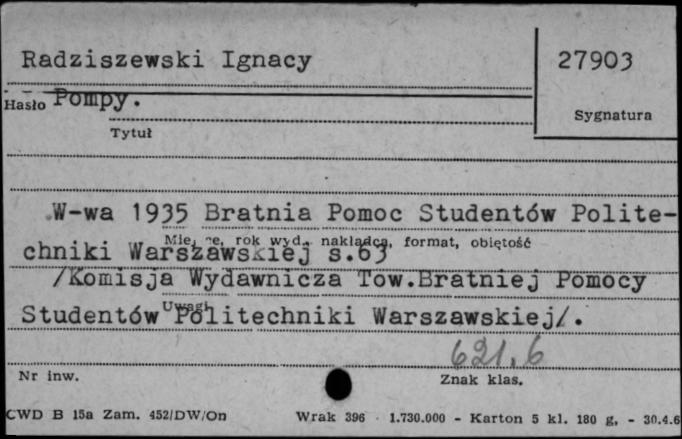 Radziszewski Ignacy
27903
Hasło Pompy.
Sygnatura
Tytuł
W-wa 1935 Bratnia Pomoc Studentów Polite-
Miejsce, rok wyd., nakładca, format, objętość
chniki Warszawskiej s.63
/Komisja Wydawnicza Tow.Bratniej Pomocy
Uwagi
Studentów Politechniki Warszawskiej/.
621.6
Nr inw.
Znak klas.
CWD B 15a Zam. 452/DW/On Wrak 396 1.730.000 - Karton 5 kl. 180 g. - 30.4.6